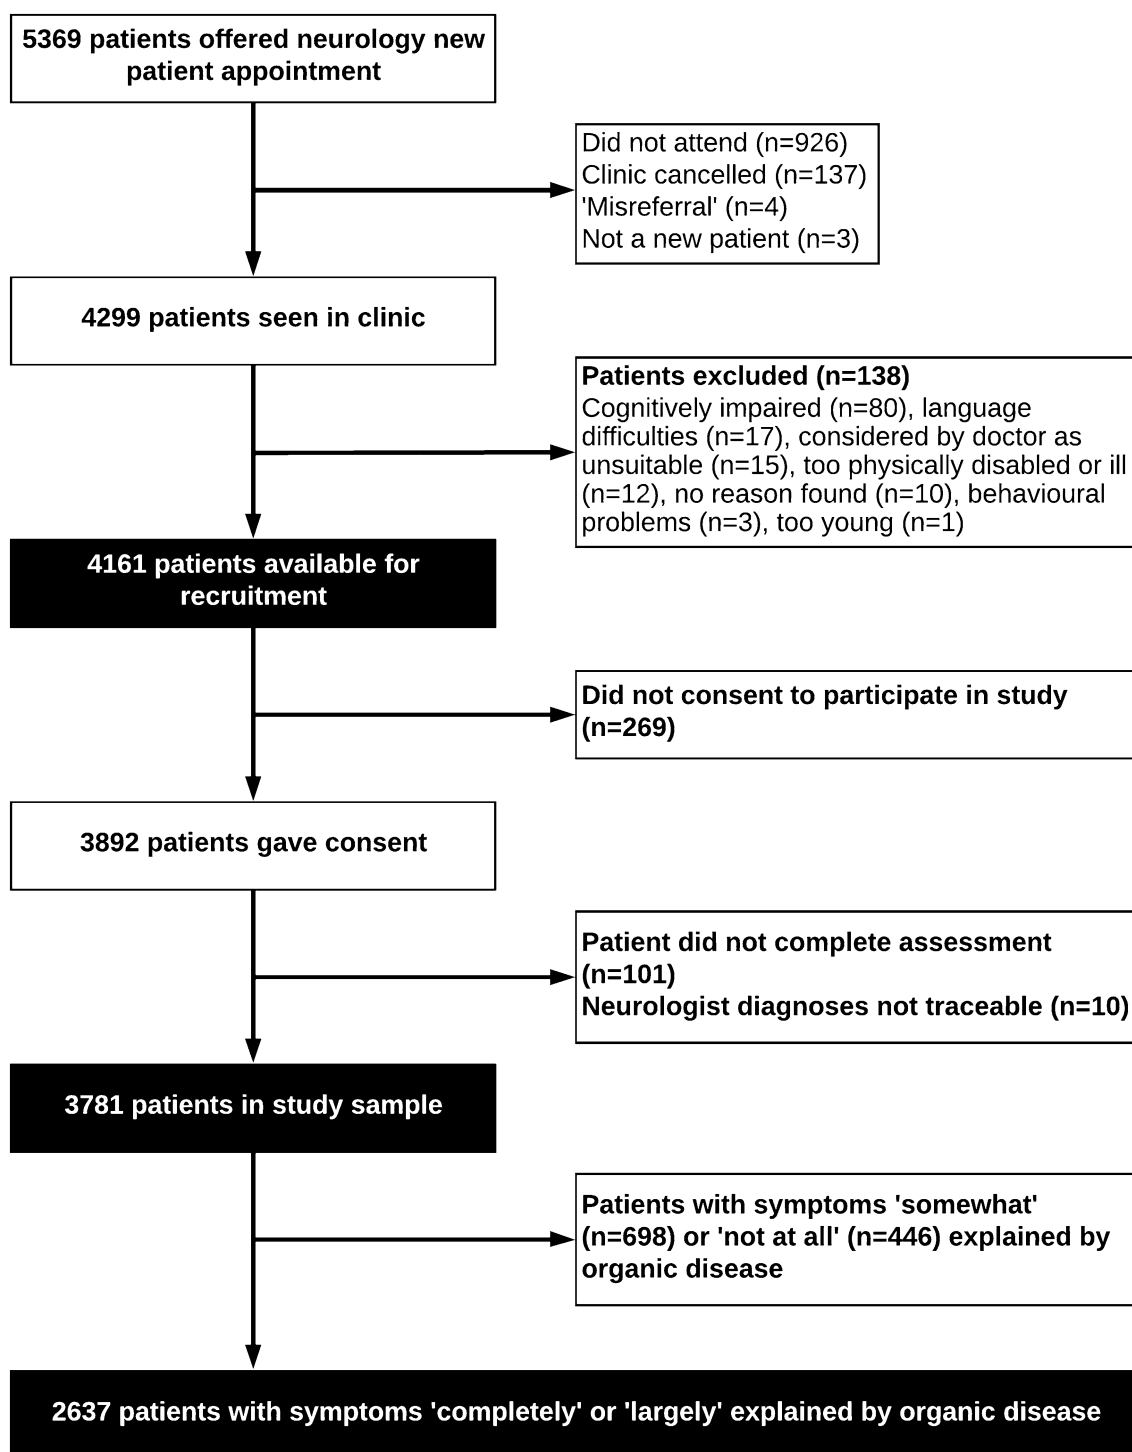 5369 patients offered neurology new
patient appointment
Did not attend (n=926)
Clinic cancelled (n=137)
'Misreferral' (n=4)
Not a new patient (n=3)
4299 patients seen in clinic
Patients excluded (n=138)
Cognitively impaired (n=80), language
difficulties (n=17), considered by doctor as
unsuitable (n=15), too physically disabled or ill
(n=12), no reason found (n=10), behavioural
problems (n=3), too young (n=1)
4161 patients available for
recruitment
Did not consent to participate in study
(n=269)
3892 patients gave consent
Patient did not complete assessment
(n=101)
Neurologist diagnoses not traceable (n=10)
3781 patients in study sample
Patients with symptoms 'somewhat'
(n=698) or 'not at all' (n=446) explained by
organic disease
2637 patients with symptoms 'completely' or 'largely' explained by organic disease